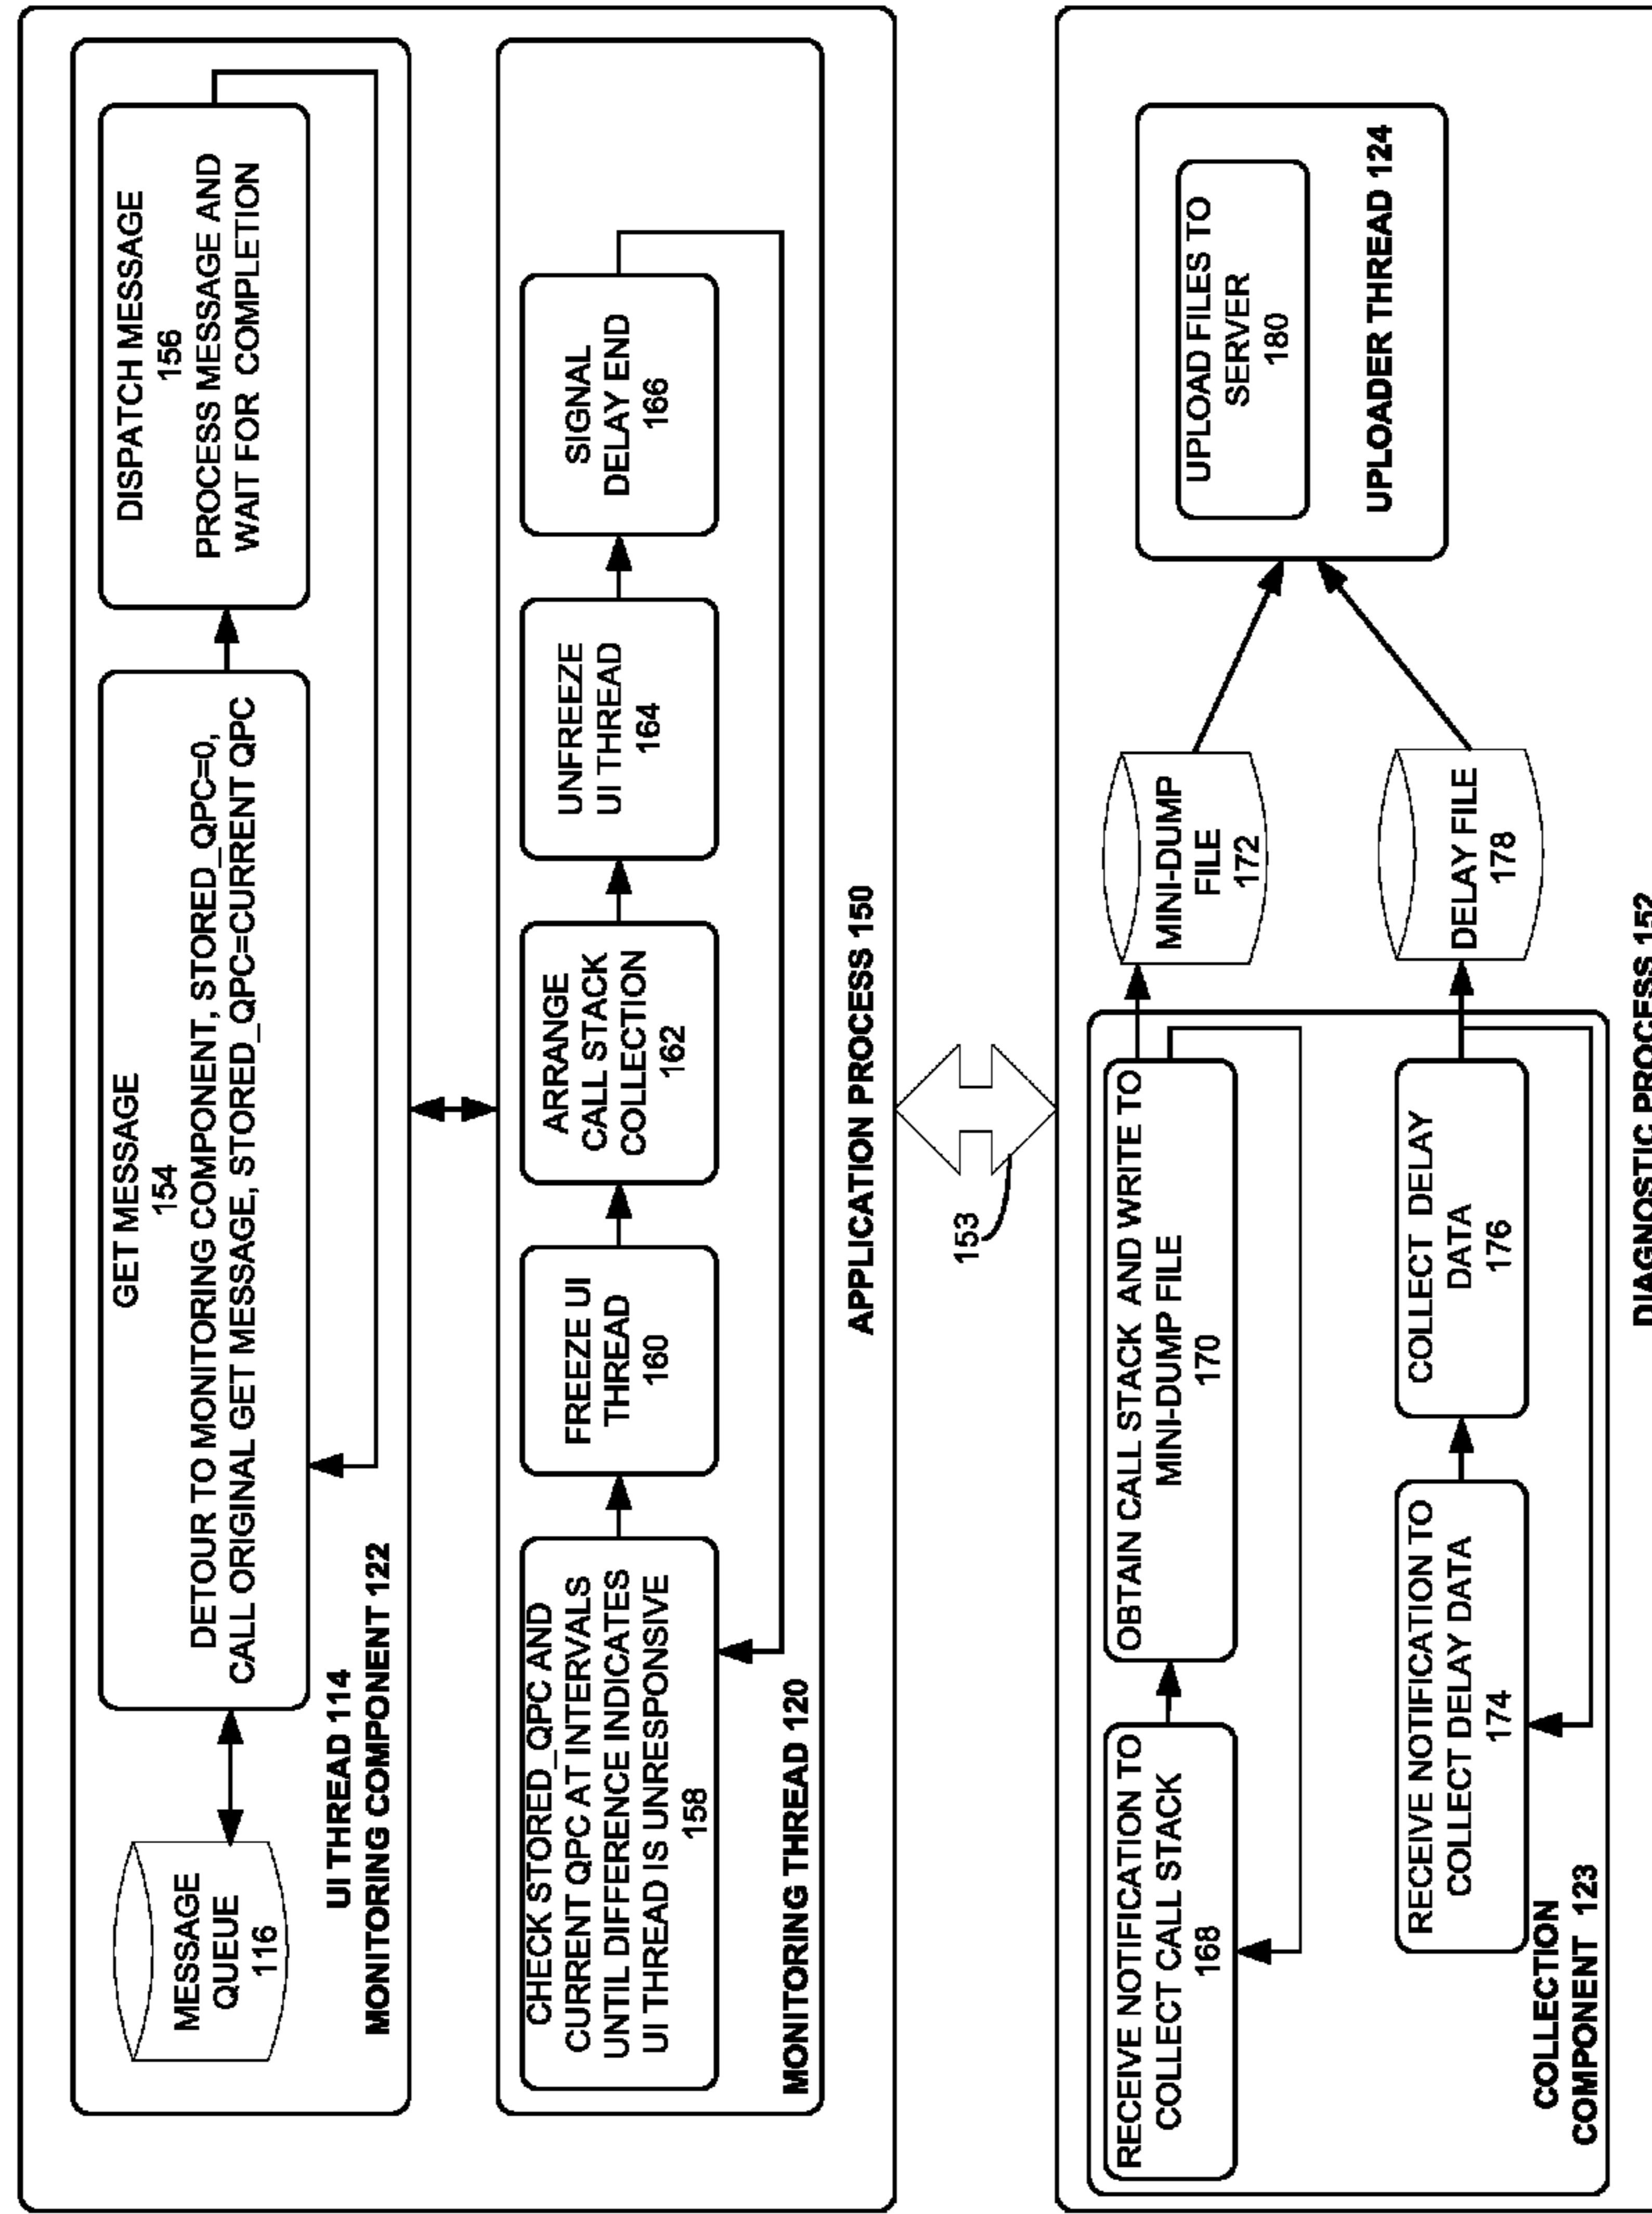 GET MESSAGE
154
DETOUR TO MONITORING COMPONENT, STORED_QPC=0,
CALL ORIGINAL GET MESSAGE, STORED_QPC=CURRENT QPC
DISPATCH MESSAGE
156
PROCESS MESSAGE AND
WAIT FOR COMPLETION
MESSAGE
QUEUE
116
UI THREAD 114
MONITORING COMPONENT 122
CHECK STORED_QPC AND
CURRENT QPC AT INTERVALS
UNTIL DIFFERENCE INDICATES
UI THREAD IS UNRESPONSIVE
158
FREEZE UI
THREAD
160
ARRANGE
CALL STACK
COLLECTION
162
UNFREEZE
UI THREAD
164
SIGNAL
DELAY END
166
MONITORING THREAD 120
APPLICATION PROCESS 150
153
RECEIVE NOTIFICATION TO
COLLECT CALL STACK
168
OBTAIN CALL STACK AND WRITE TO
MINI-DUMP FILE
170
MINI-DUMP
FILE
172
RECEIVE NOTIFICATION TO
COLLECT DELAY DATA
174
COLLECT DELAY
DATA
176
DELAY FILE
178
COLLECTION
COMPONENT 123
UPLOAD FILES TO
SERVER
180
UPLOADER THREAD 124
DIAGNOSTIC PROCESS 152